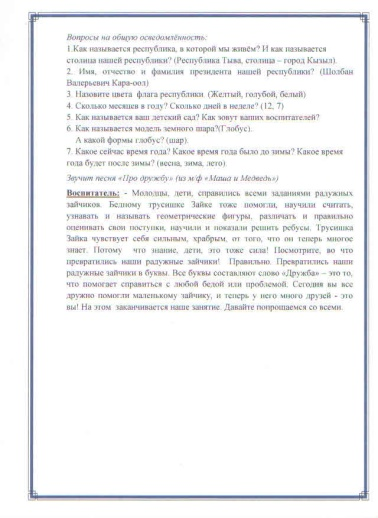 Вопросы на общую осведомлённость:
1.Как называется республика, в которой мы живём? И как называется
столица нашей республики? (Республика Тыва, столица – город Кызыл).
2. Имя, отчество и фамилия президента нашей республики? (Шолбан
Валерьевич Кара-оол)
3. Назовите цвета флага республики. (Желтый, голубой, белый)
4. Сколько месяцев в году? Сколько дней в неделе? (12, 7)
5. Как называется ваш детский сад? Как зовут ваших воспитателей?
6. Как называется модель земного шара?(Глобус).
А какой формы глобус? (шар).
7. Какое сейчас время года? Какое время года было до зимы? Какое время
года будет после зимы? (весна, зима, лето).
Звучит песня «Про дружбу» (из м/ф «Маша и Медведь»)
Воспитатель: - Молодцы, дети, справились всеми заданиями радужных
зайчиков. Бедному трусишке Зайке тоже помогли, научили считать,
узнавать и называть геометрические фигуры, различать и правильно
оценивать свои поступки, научили и показали решить ребусы. Трусишка
Зайка чувствует себя сильным, храбрым, от того, что он теперь многое
знает. Потому что знание, дети, это тоже сила! Посмотрите, во что
превратились наши радужные зайчики! Правильно. Превратились наши
радужные зайчики в буквы. Все буквы составляют слово «Дружба» – это то,
что помогает справиться с любой бедой или проблемой. Сегодня вы все
дружно помогли маленькому зайчику, и теперь у него много друзей - это
вы! На этом заканчивается наше занятие. Давайте попрощаемся со всеми.